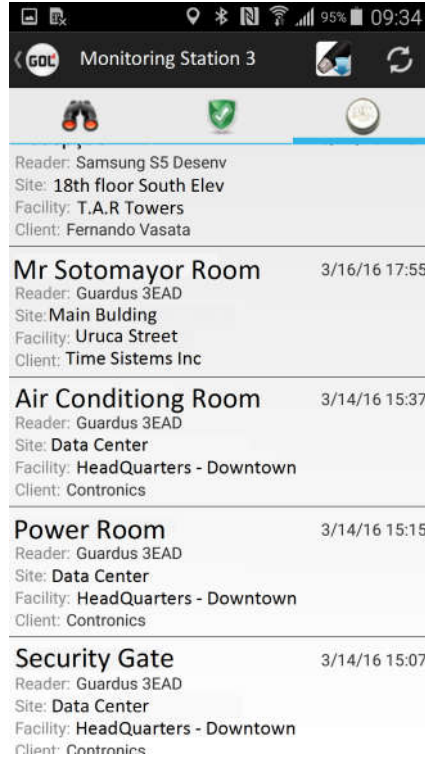 95% 09:34
GOL Monitoring Station 3
Reader: Samsung S5 Desenv
Site: 18th floor South Elev
Facility: T.A.R Towers
Client: Fernando Vasata
Mr Sotomayor Room 3/16/16 17:55
Reader: Guardus 3EAD
Site: Main Bulding
Facility: Uruca Street
Client: Time Sistems Inc
Air Conditiong Room 3/14/16 15:37
Reader: Guardus 3EAD
Site: Data Center
Facility: HeadQuarters - Downtown
Client: Contronics
Power Room 3/14/16 15:15
Reader: Guardus 3EAD
Site: Data Center
Facility: HeadQuarters - Downtown
Client: Contronics
Security Gate 3/14/16 15:07
Reader: Guardus 3EAD
Site: Data Center
Facility: HeadQuarters - Downtown
Client: Contronics